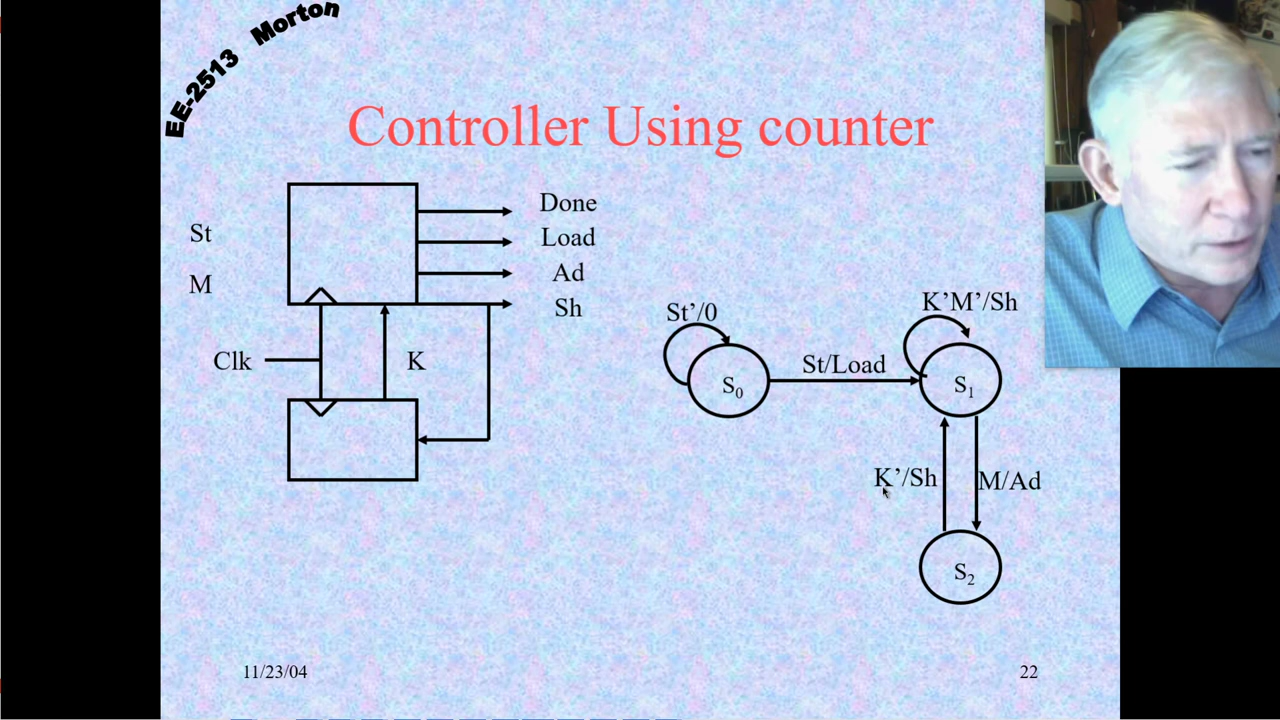 EE-2513 Morton
Controller Using counter
Done
St
Load
M
Ad
Sh
Clk
K
St’/0
St/Load
K’M’/Sh
S0
S1
K’/Sh
M/Ad
S2
11/23/04
22